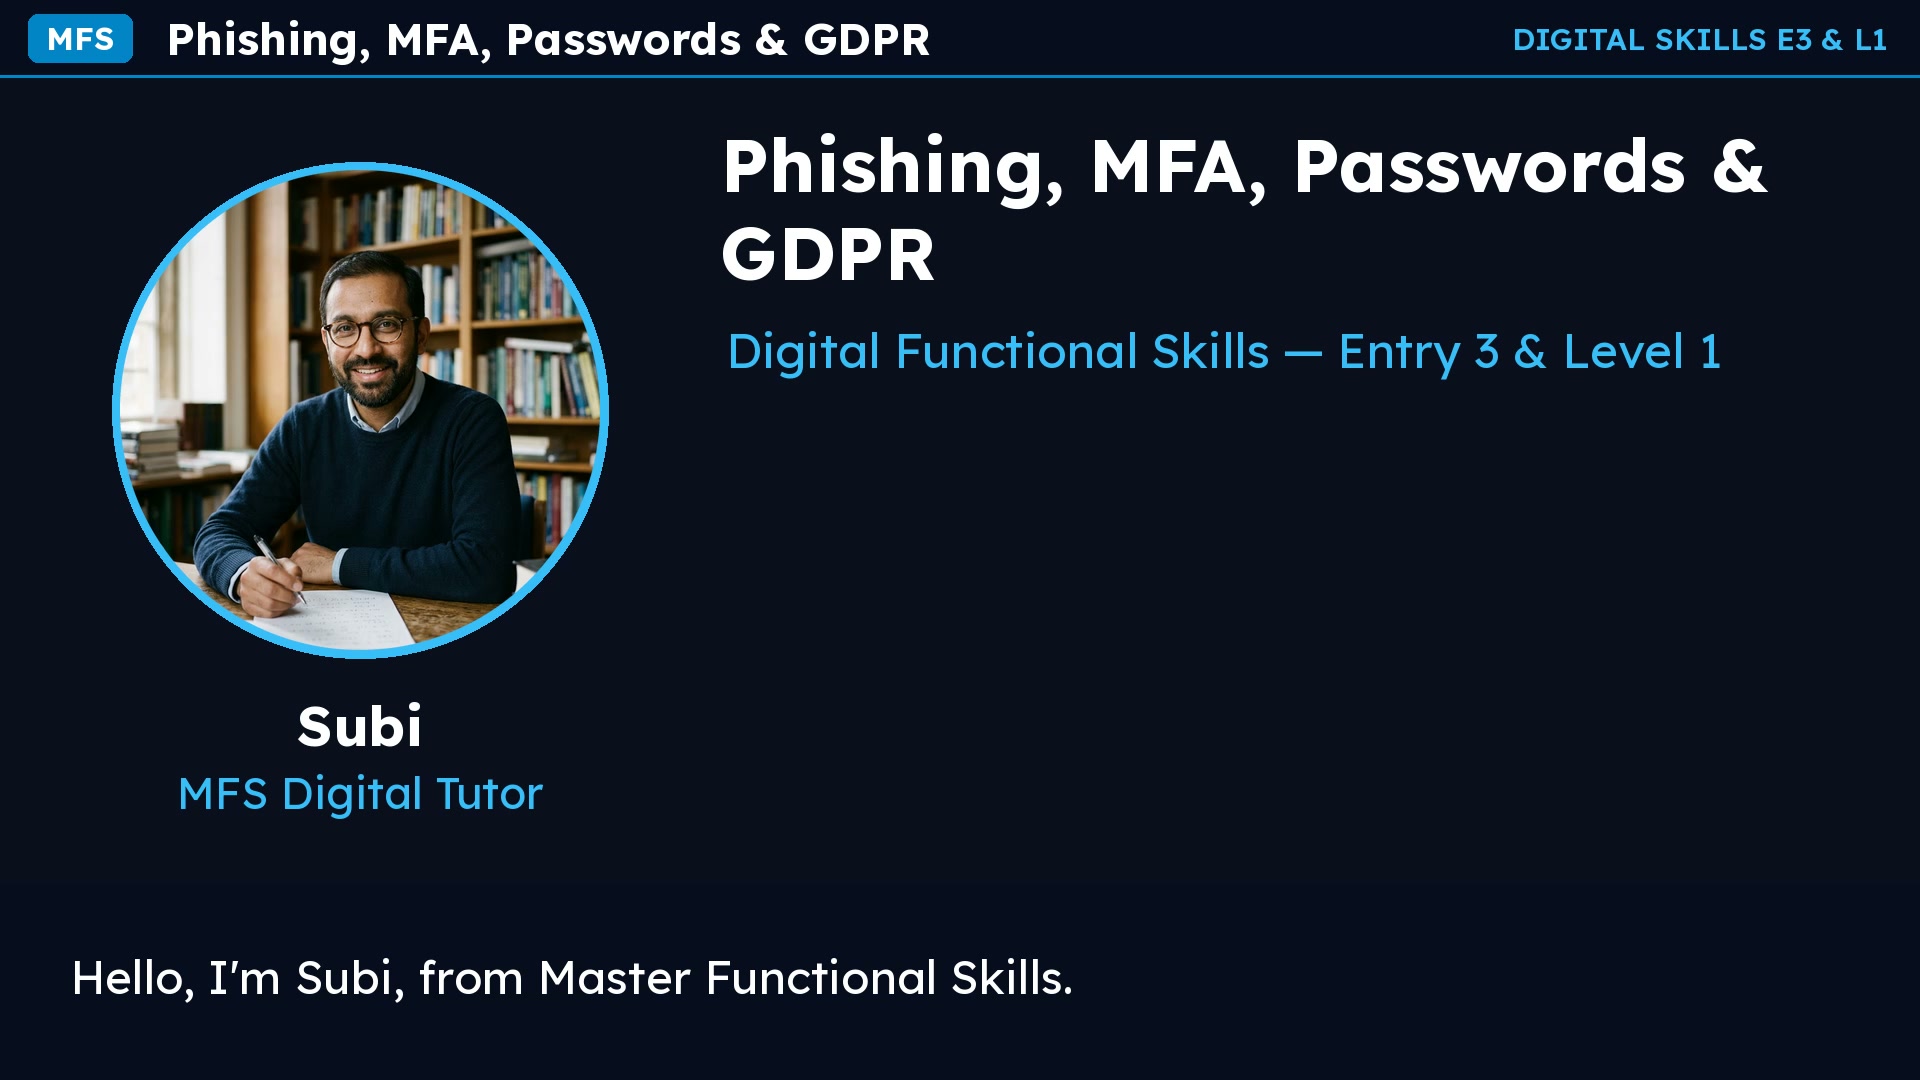 MFS
Phishing, MFA, Passwords & GDPR
DIGITAL SKILLS E3 & L1
Phishing, MFA, Passwords &
GDPR
Digital Functional Skills — Entry 3 & Level 1
Subi
MFS Digital Tutor
Hello, I'm Subi, from Master Functional Skills.